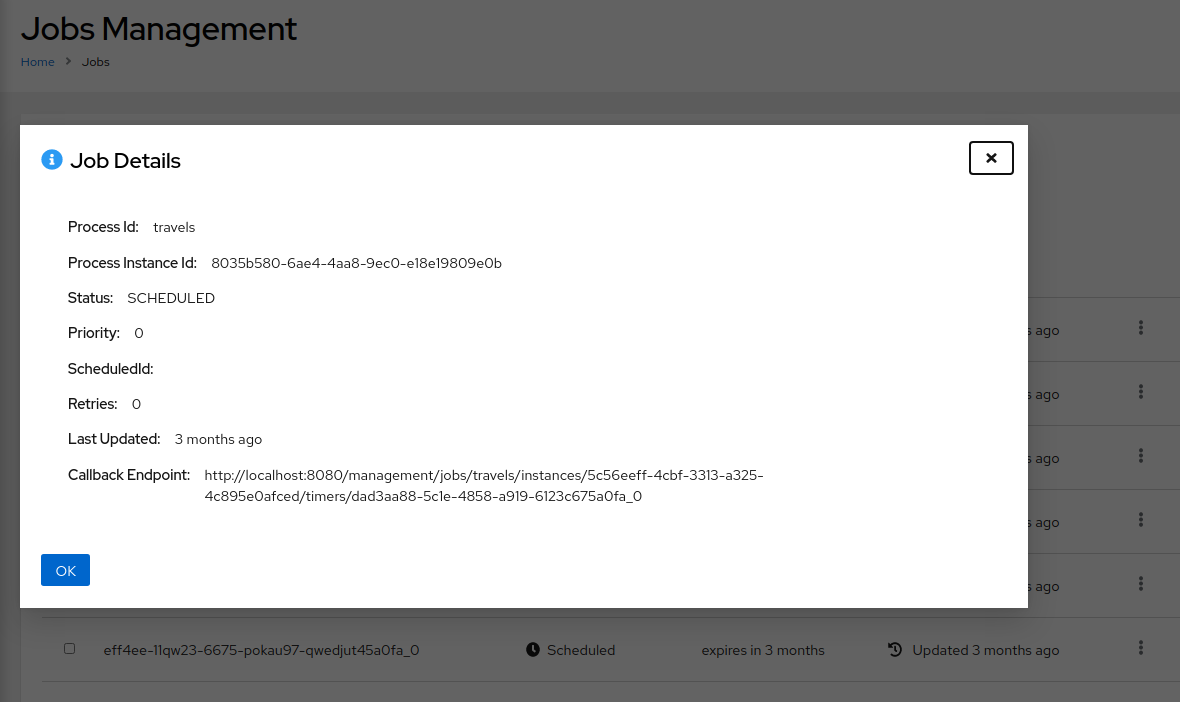 Jobs Management
Home > Jobs
Job Details
Process Id: travels
Process Instance Id: 8035b580-6ae4-4aa8-9ec0-e18e19809e0b
Status: SCHEDULED
Priority: 0
ScheduledId:
s ago
Retries: 0
s ago
Last Updated: 3 months ago
s ago
Callback Endpoint: http://localhost:8080/management/jobs/travels/instances/5c56eeff-4cbf-3313-a325-
4c895e0afced/timers/dad3aa88-5c1e-4858-a919-6123c675a0fa_0
s ago
OK
s ago
eff4ee-11qw23-6675-pokau97-qwedjut45a0fa_0 Scheduled expires in 3 months Updated 3 months ago